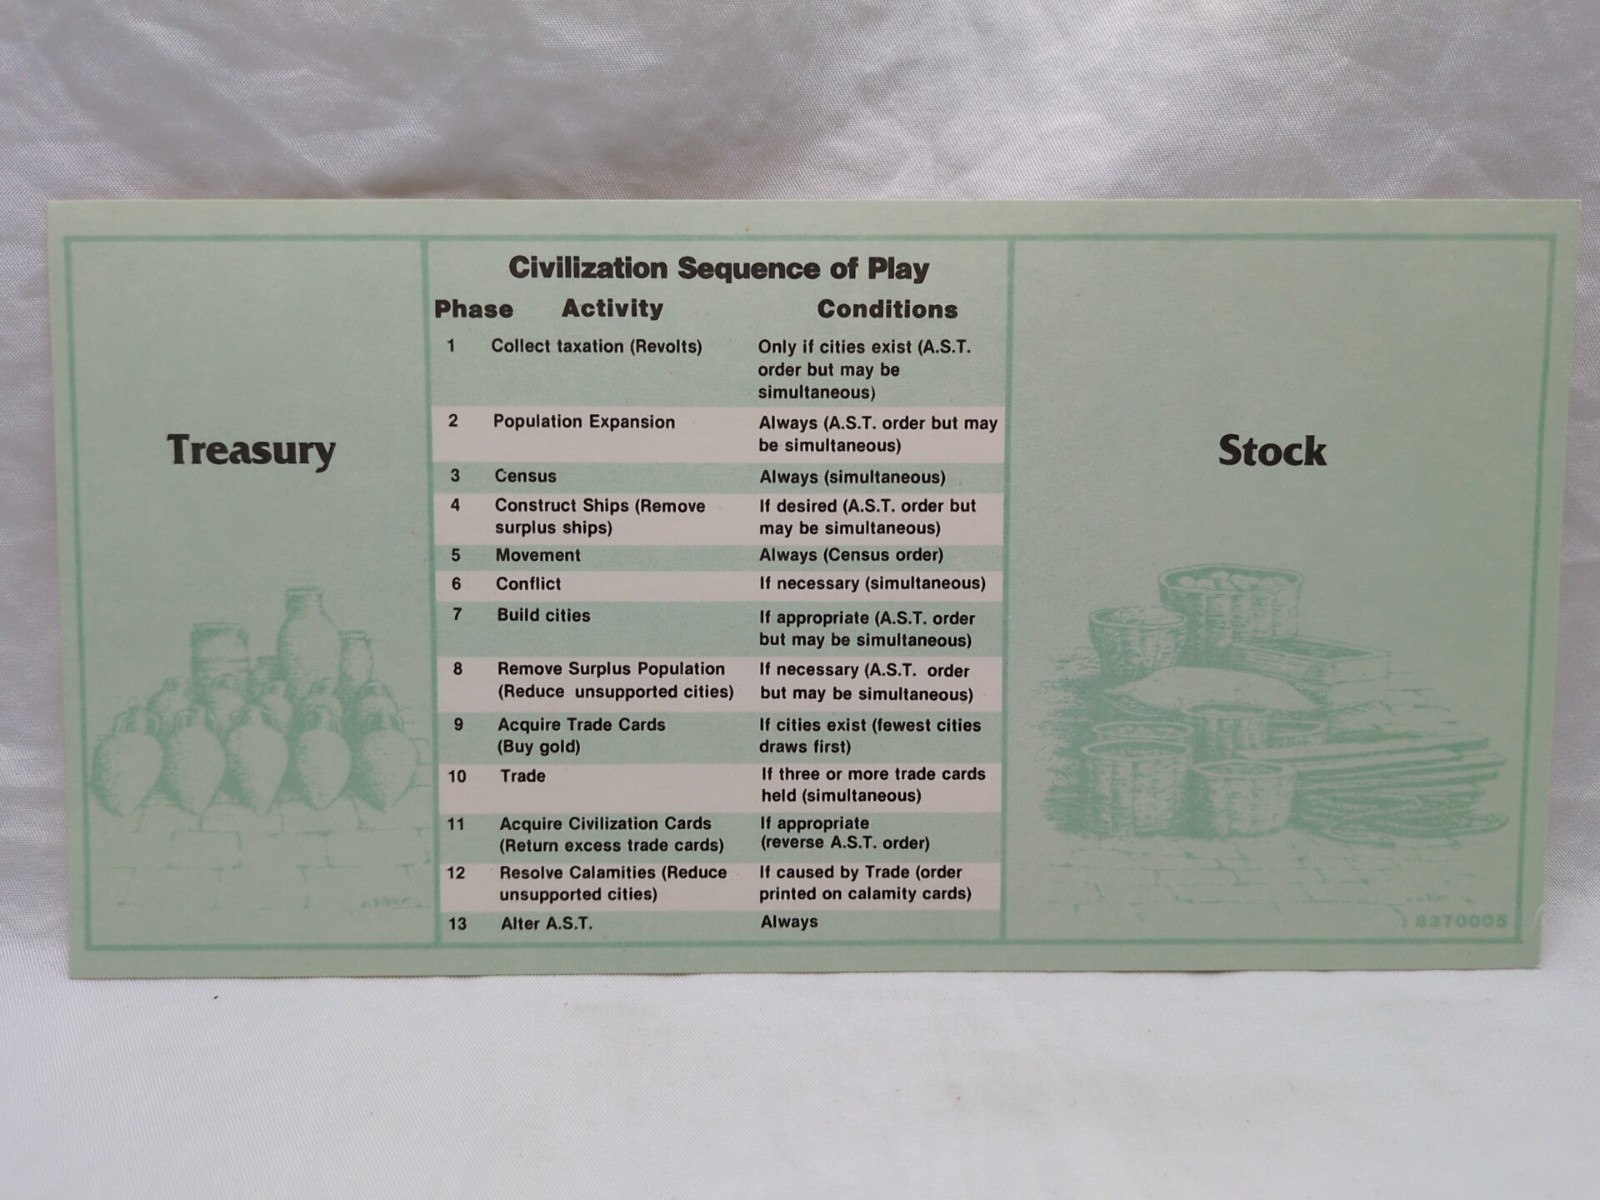 Civilization Sequence of Play
Phase Activity Conditions
1 Collect taxation (Revolts) Only if cities exist (A.S.T.
order but may be
simultaneous)
2 Population Expansion Always (A.S.T. order but may
be simultaneous)
3 Census Always (simultaneous)
4 Construct Ships (Remove If desired (A.S.T. order but
surplus ships) may be simultaneous)
5 Movement Always (Census order)
6 Conflict If necessary (simultaneous)
7 Build cities If appropriate (A.S.T. order
but may be simultaneous)
8 Remove Surplus Population If necessary (A.S.T. order
(Reduce unsupported cities) but may be simultaneous)
9 Acquire Trade Cards If cities exist (fewest cities
(Buy gold) draws first)
10 Trade If three or more trade cards
held (simultaneous)
11 Acquire Civilization Cards If appropriate
(Return excess trade cards) (reverse A.S.T. order)
12 Resolve Calamities (Reduce If caused by Trade (order
unsupported cities) printed on calamity cards)
13 Alter A.S.T. Always
Treasury
Stock
8370005